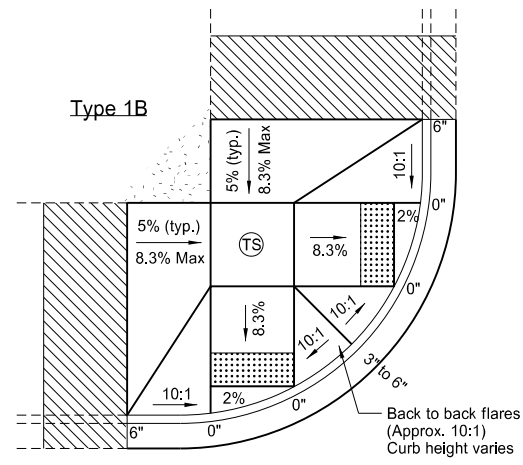 Type 1B
6"
5% (typ.)
8.3% Max
10:1
0"
2%
5% (typ.)
8.3% Max
TS
8.3%
0"
10:1
10:1
8.3%
3" to 6"
10:1
2%
0"
6"
0"
Back to back flares
(Approx. 10:1)
Curb height varies